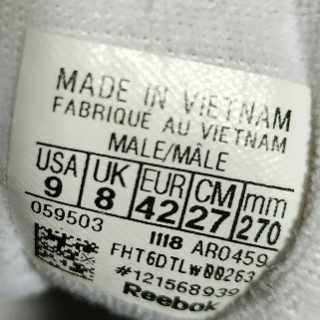 MADE IN VIETNAM
FABRIQUE AU VIETNAM
MALE/MÂLE
USA UK EUR CM mm
9 8 42 27 270
059503 1118 AR0459
FHT6DTLW00263
#121568939
Reebok